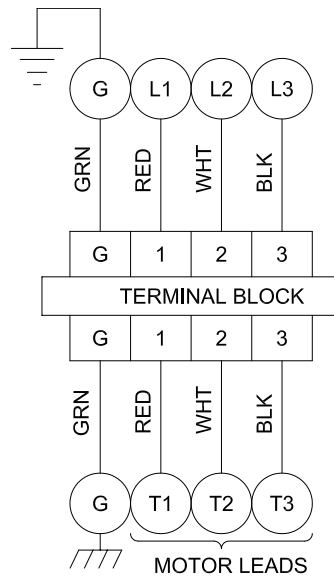 G L1 L2 L3
GRN RED WHT BLK
G 1 2 3
TERMINAL BLOCK
G 1 2 3
GRN RED WHT BLK
G T1 T2 T3
MOTOR LEADS